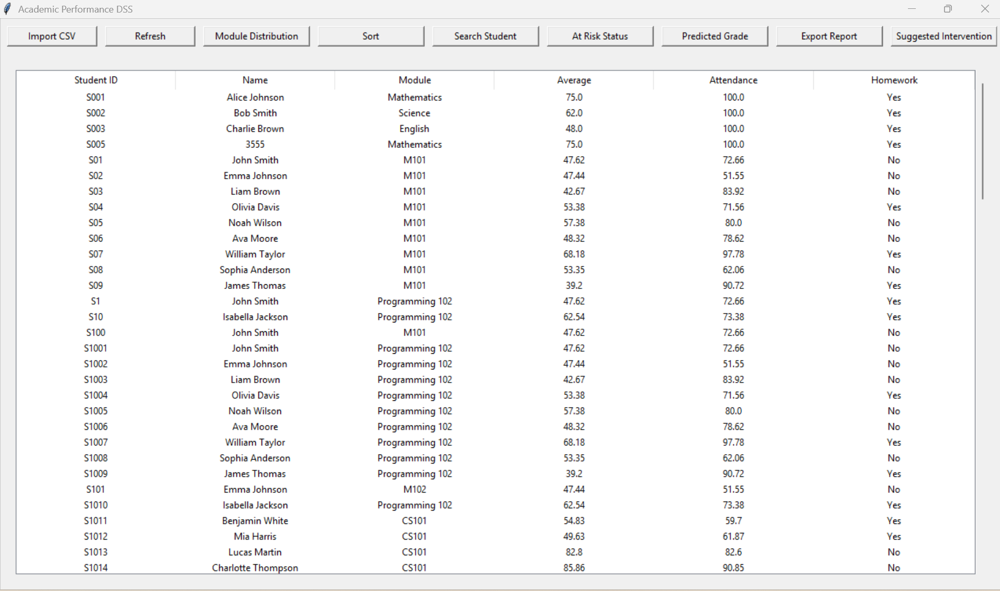 Academic Performance DSS
Import CSV Refresh Module Distribution Sort Search Student At Risk Status Predicted Grade Export Report Suggested Intervention
Student ID Name Module Average Attendance Homework
S001 Alice Johnson Mathematics 75.0 100.0 Yes
S002 Bob Smith Science 62.0 100.0 Yes
S003 Charlie Brown English 48.0 100.0 Yes
S005 3555 Mathematics 75.0 100.0 Yes
S01 John Smith M101 47.62 72.66 No
S02 Emma Johnson M101 47.44 51.55 No
S03 Liam Brown M101 42.67 83.92 No
S04 Olivia Davis M101 53.38 71.56 Yes
S05 Noah Wilson M101 57.38 80.0 No
S06 Ava Moore M101 48.32 78.62 No
S07 William Taylor M101 68.18 97.78 Yes
S08 Sophia Anderson M101 53.35 62.06 No
S09 James Thomas M101 39.2 90.72 Yes
S1 John Smith Programming 102 47.62 72.66 Yes
S10 Isabella Jackson Programming 102 62.54 73.38 Yes
S100 John Smith M101 47.62 72.66 No
S1001 John Smith Programming 102 47.62 72.66 No
S1002 Emma Johnson Programming 102 47.44 51.55 No
S1003 Liam Brown Programming 102 42.67 83.92 No
S1004 Olivia Davis Programming 102 53.38 71.56 Yes
S1005 Noah Wilson Programming 102 57.38 80.0 No
S1006 Ava Moore Programming 102 48.32 78.62 No
S1007 William Taylor Programming 102 68.18 97.78 Yes
S1008 Sophia Anderson Programming 102 53.35 62.06 No
S1009 James Thomas Programming 102 39.2 90.72 Yes
S101 Emma Johnson M102 47.44 51.55 No
S1010 Isabella Jackson Programming 102 62.54 73.38 Yes
S1011 Benjamin White CS101 54.83 59.7 Yes
S1012 Mia Harris CS101 49.63 61.87 Yes
S1013 Lucas Martin CS101 82.8 82.6 No
S1014 Charlotte Thompson CS101 85.86 90.85 No